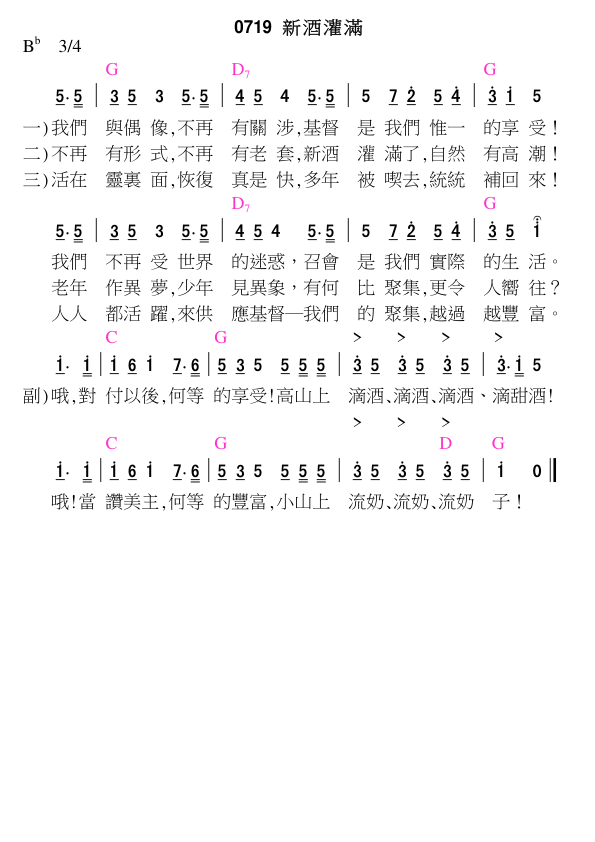 0719 新酒灌滿
B♭ 3/4
G D7 G
5· 5 | 3 5 3 5· 5 | 4 5 4 5· 5 | 5 7 2 5 4 | 3 1 5
一)我們 與偶 像,不再 有關 涉,基督 是 我們 惟一 的享 受!
二)不再 有形 式,不再 有老 套,新酒 灌 滿了,自然 有高 潮!
三)活在 靈裏 面,恢復 真是 快,多年 被 喫去,統統 補回 來!
D7 G
5· 5 | 3 5 3 5· 5 | 4 5 4 5· 5 | 5 7 2 5 4 | 3 5 1
我們 不再 受 世界 的迷惑,召會 是 我們 實際 的生 活。
老年 作異 夢,少年 見異象,有何 比 聚集,更令 人嚮 往?
人人 都活 躍,來供 應基督—我們 的 聚集,越過 越豐 富。
C G > > > >
1· 1 | 1 6 1 7· 6 | 5 3 5 5 5 5 | 3 5 3 5 3 5 | 3· 1 5
副)哦,對 付以後,何等 的享受!高山上 滴酒、滴酒、滴酒、滴甜酒!
> > >
C G D G
1· 1 | 1 6 1 7· 6 | 5 3 5 5 5 5 | 3 5 3 5 3 5 | 1 0 ‖
哦!當 讚美主,何等 的豐富,小山上 流奶、流奶、流奶 子!